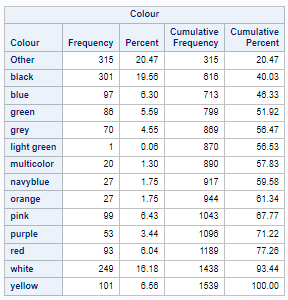 Colour
Colour Frequency Percent Cumulative Frequency Cumulative Percent
Other 315 20.47 315 20.47
black 301 19.56 616 40.03
blue 97 6.30 713 46.33
green 86 5.59 799 51.92
grey 70 4.55 869 56.47
light green 1 0.06 870 56.53
multicolor 20 1.30 890 57.83
navyblue 27 1.75 917 59.58
orange 27 1.75 944 61.34
pink 99 6.43 1043 67.77
purple 53 3.44 1096 71.22
red 93 6.04 1189 77.26
white 249 16.18 1438 93.44
yellow 101 6.56 1539 100.00